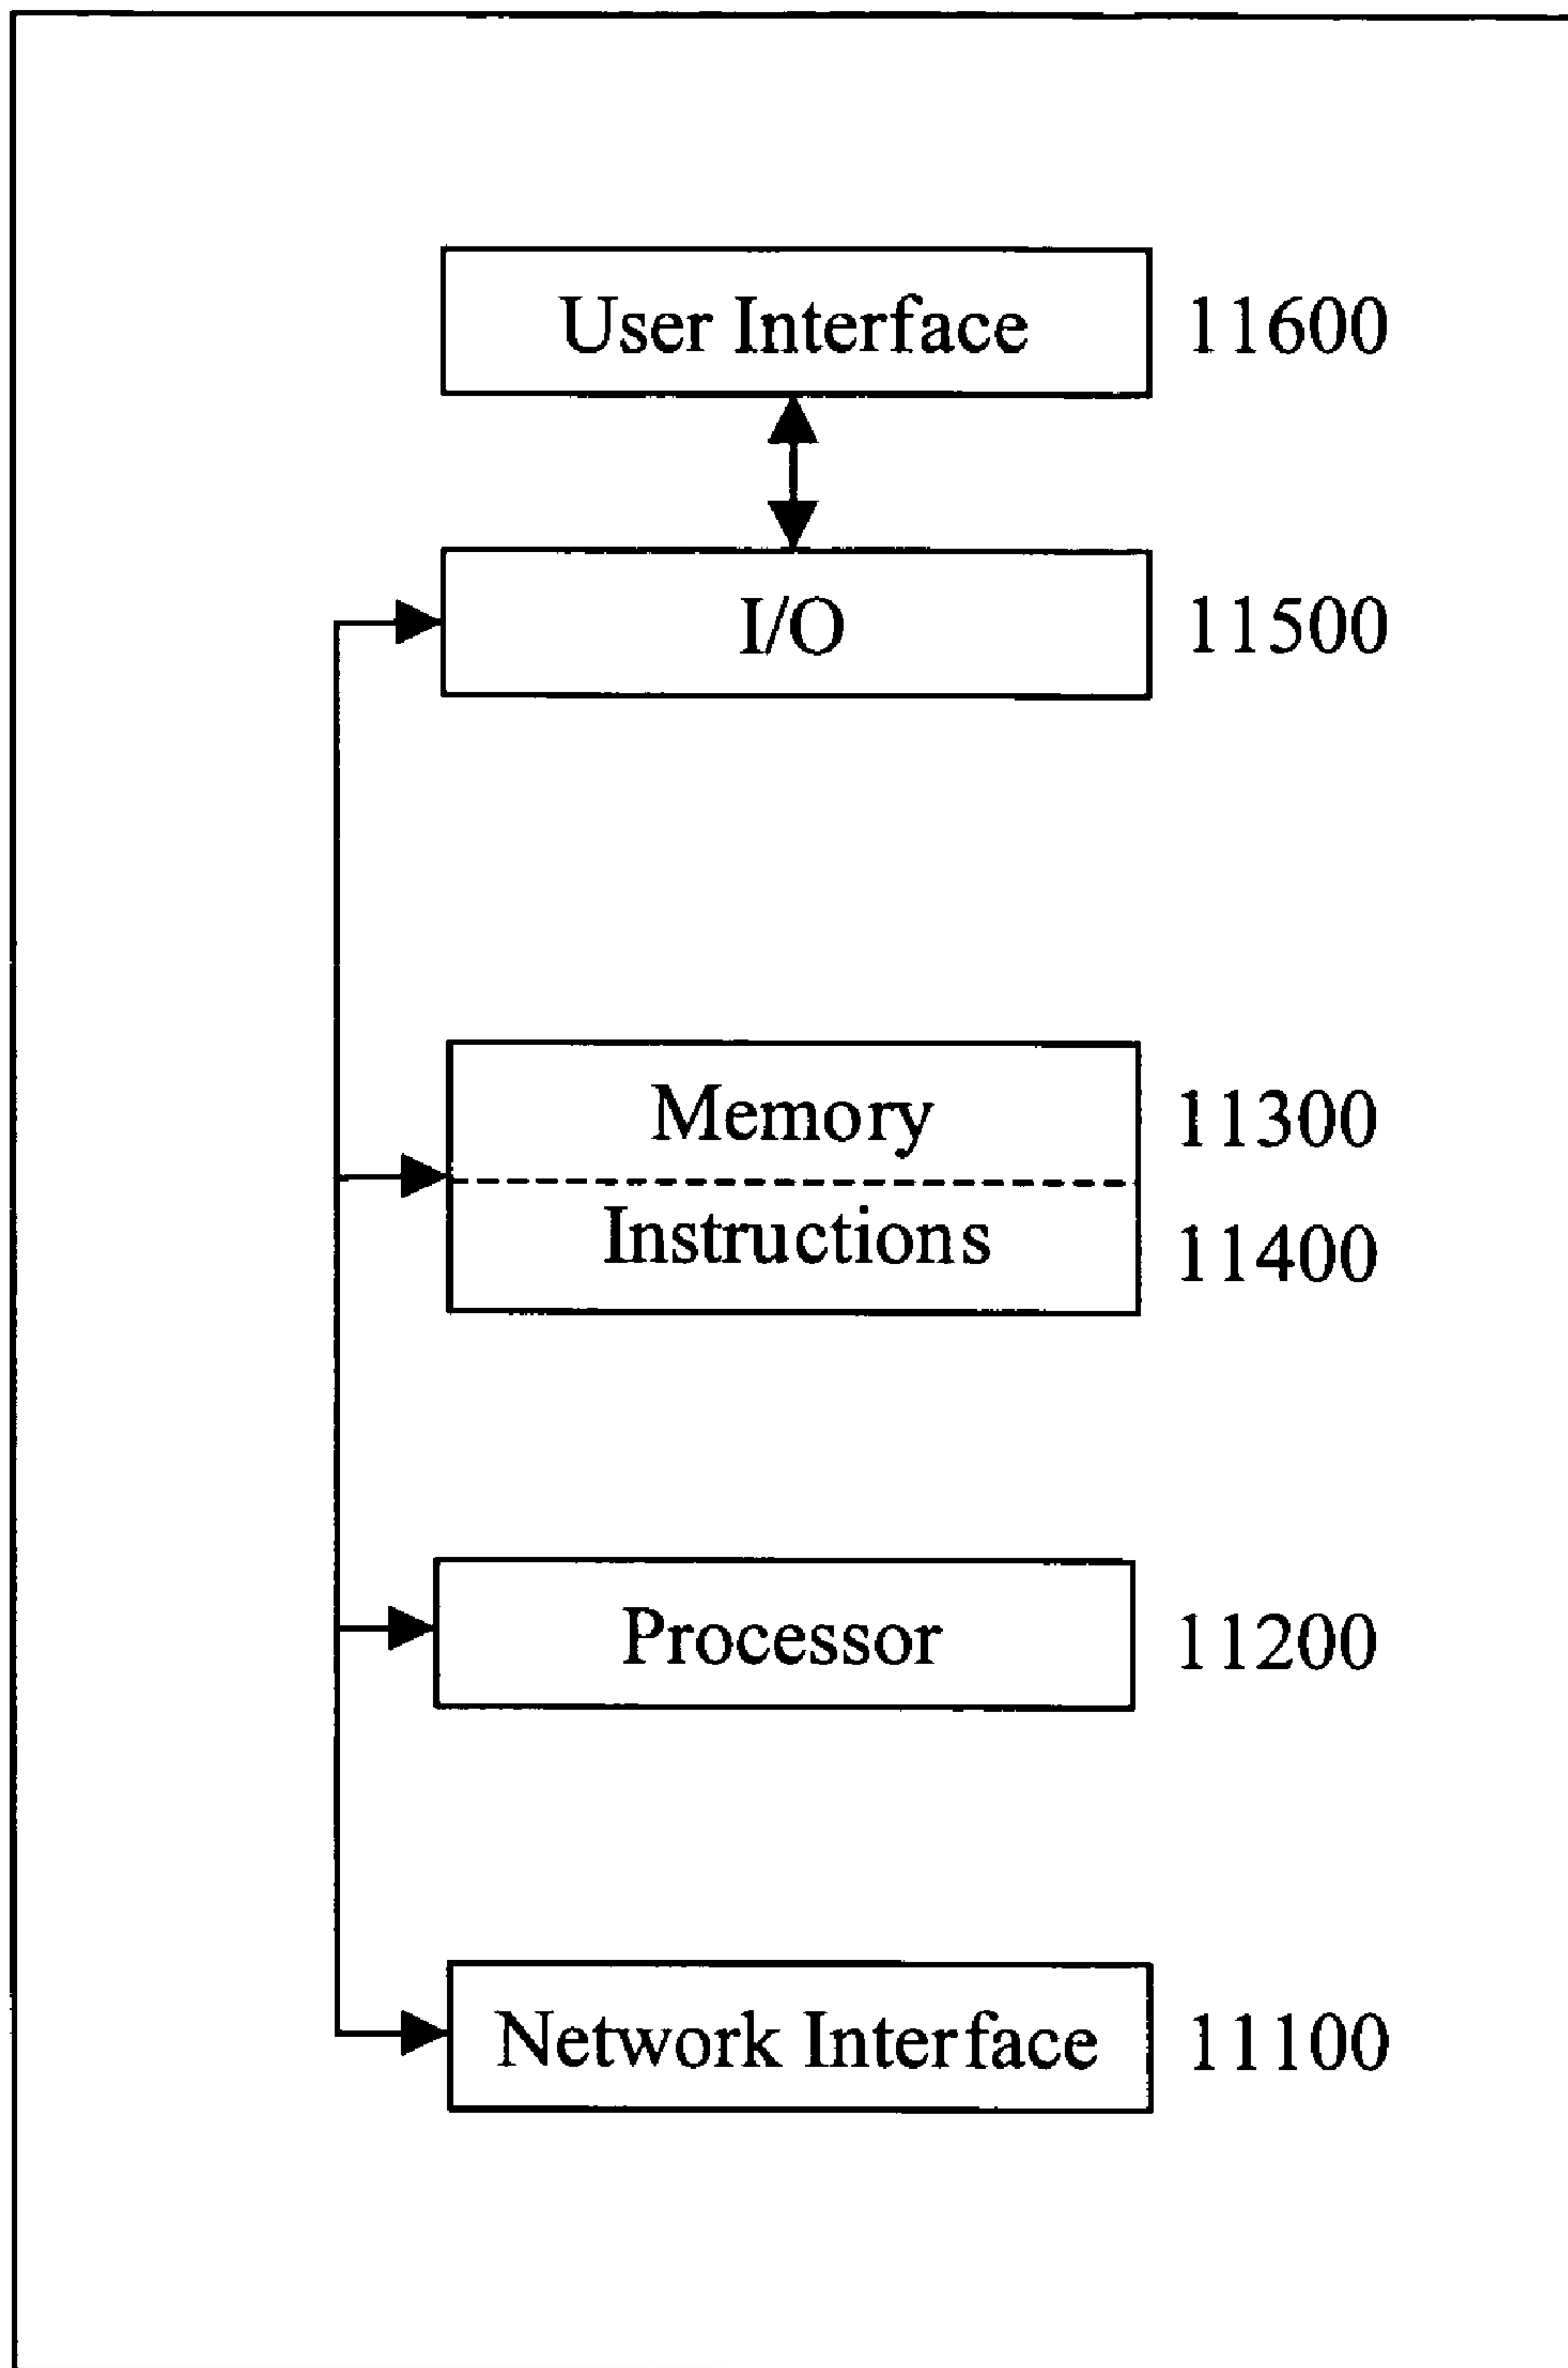 User Interface 11600
I/O 11500
Memory 11300
Instructions 11400
Processor 11200
Network Interface 11100